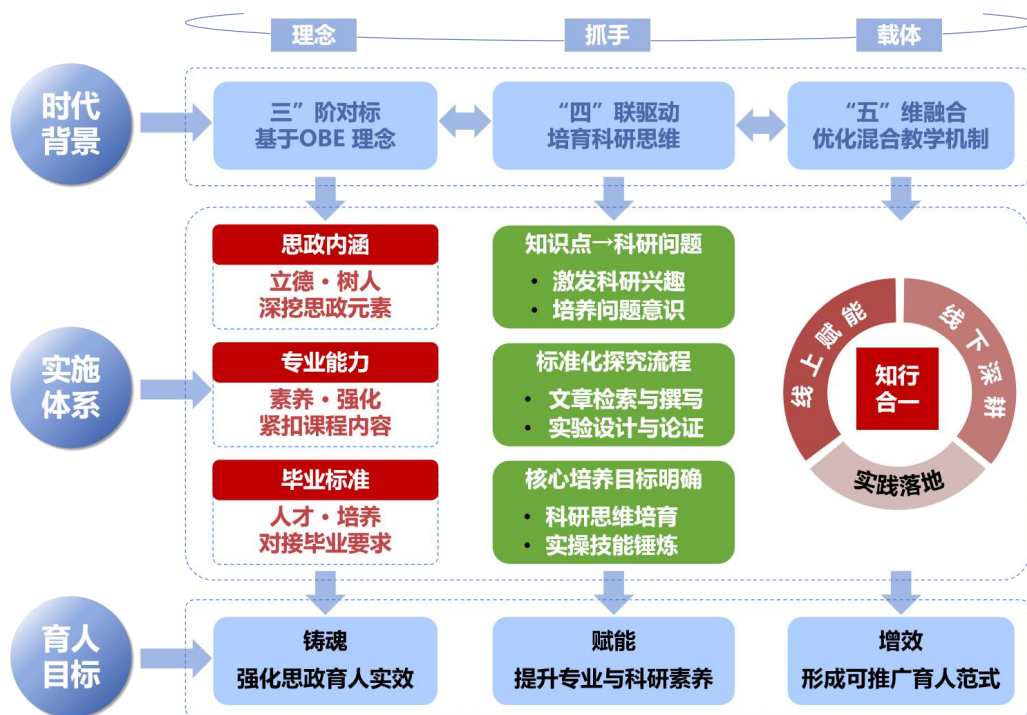 理念
抓手
载体
时代
背景
三”阶对标
基于OBE 理念
“四”联驱动
培育科研思维
“五”维融合
优化混合教学机制
实施
体系
思政内涵
立德·树人
深挖思政元素
专业能力
素养·强化
紧扣课程内容
毕业标准
人才·培养
对接毕业要求
知识点→科研问题
• 激发科研兴趣
• 培养问题意识
标准化探究流程
• 文章检索与撰写
• 实验设计与论证
核心培养目标明确
• 科研思维培育
• 实操技能锤炼
线上赋能
线下深耕
知行
合一
实践落地
育人
目标
铸魂
强化思政育人实效
赋能
提升专业与科研素养
增效
形成可推广育人范式